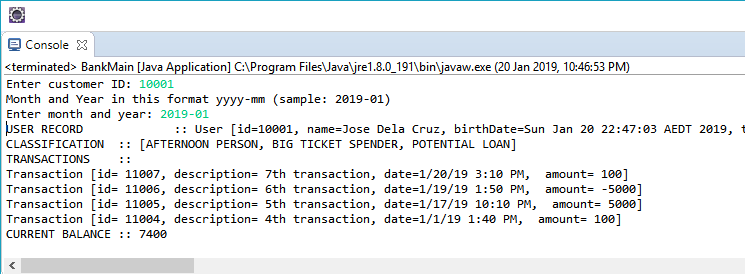 Console
<terminated> BankMain [Java Application] C:\Program Files\Java\jre1.8.0_191\bin\javaw.exe (20 Jan 2019, 10:46:53 PM)
Enter customer ID: 10001
Month and Year in this format yyyy-mm (sample: 2019-01)
Enter month and year: 2019-01
USER RECORD            :: User [id=10001, name=Jose Dela Cruz, birthDate=Sun Jan 20 22:47:03 AEDT 2019, t
CLASSIFICATION  :: [AFTERNOON PERSON, BIG TICKET SPENDER, POTENTIAL LOAN]
TRANSACTIONS    ::
Transaction [id= 11007, description= 7th transaction, date=1/20/19 3:10 PM,  amount= 100]
Transaction [id= 11006, description= 6th transaction, date=1/19/19 1:50 PM,  amount= -5000]
Transaction [id= 11005, description= 5th transaction, date=1/17/19 10:10 PM,  amount= 5000]
Transaction [id= 11004, description= 4th transaction, date=1/1/19 1:40 PM,  amount= 100]
CURRENT BALANCE :: 7400